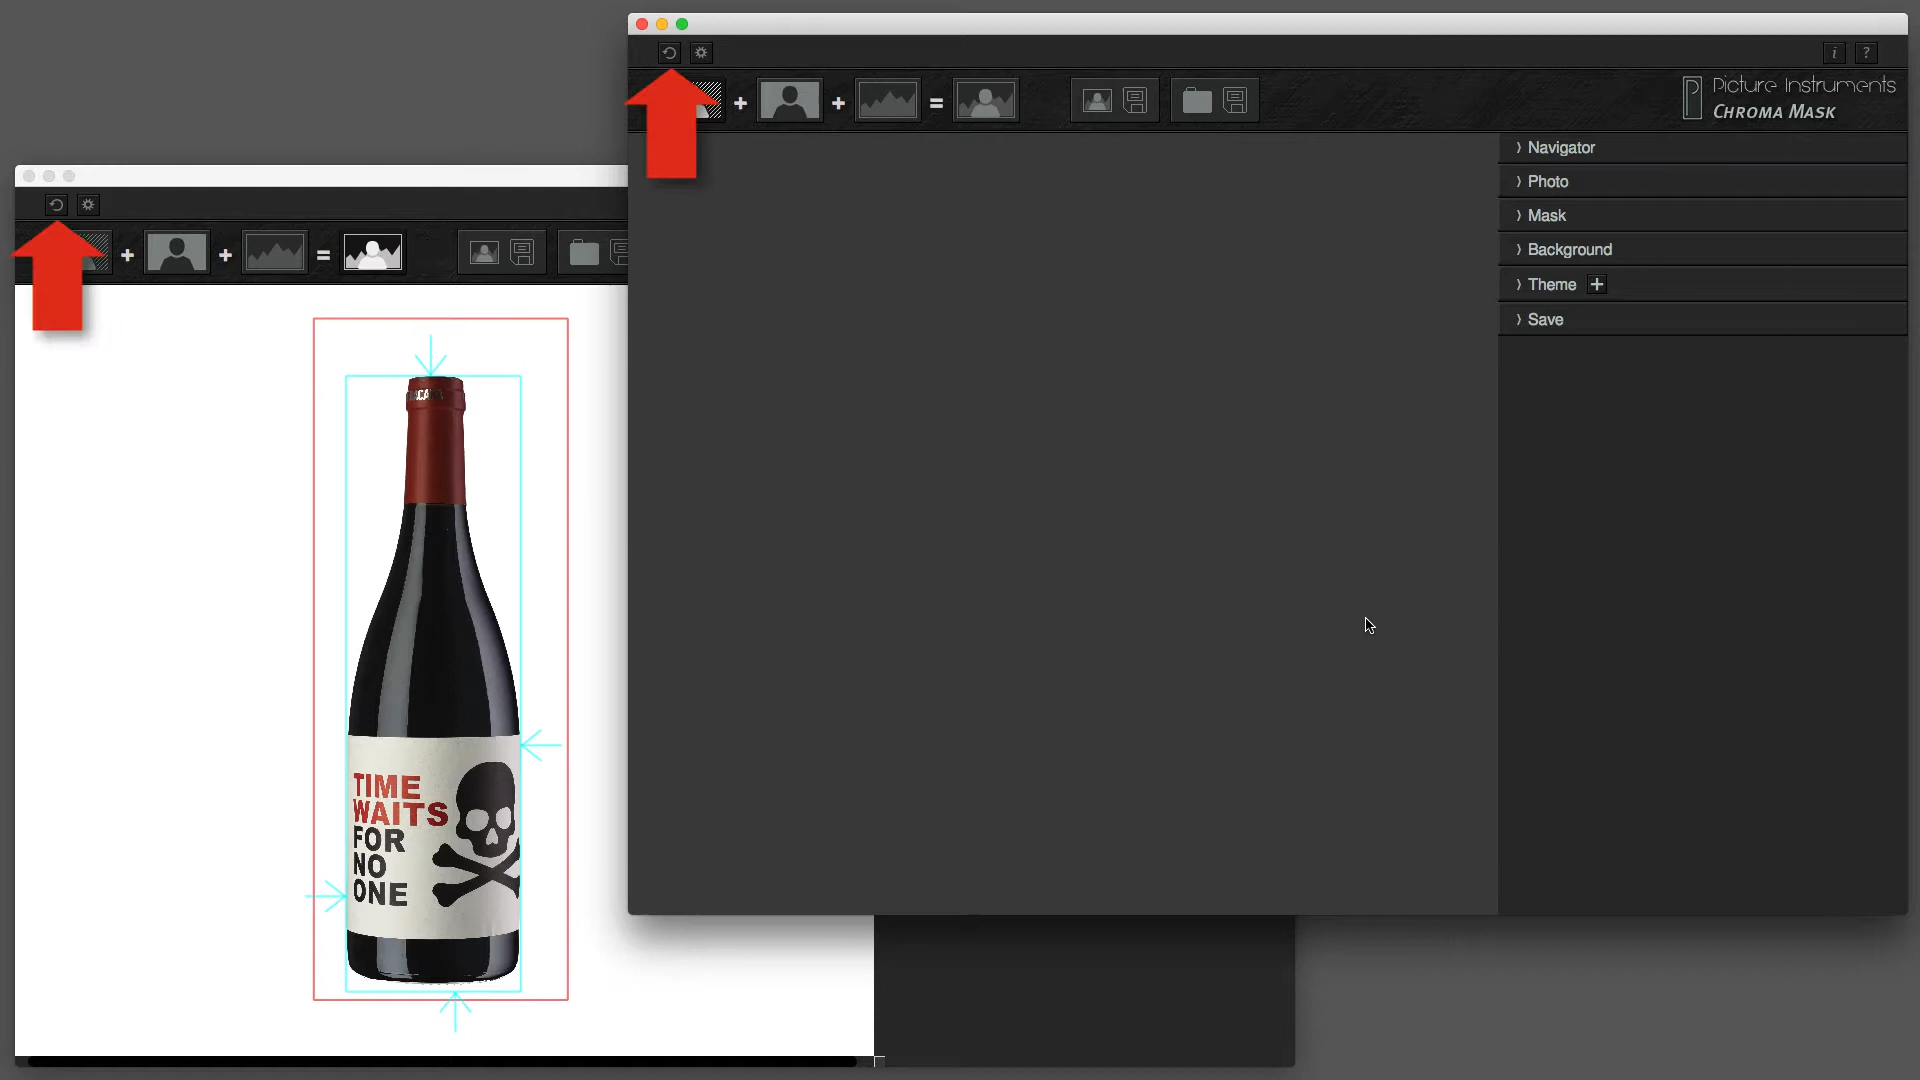 i ?
Picture Instruments
CHROMA MASK
Navigator
Photo
Mask
Background
Theme +
Save
+ + =
+ + =
TIME
WAITS
FOR
NO
ONE